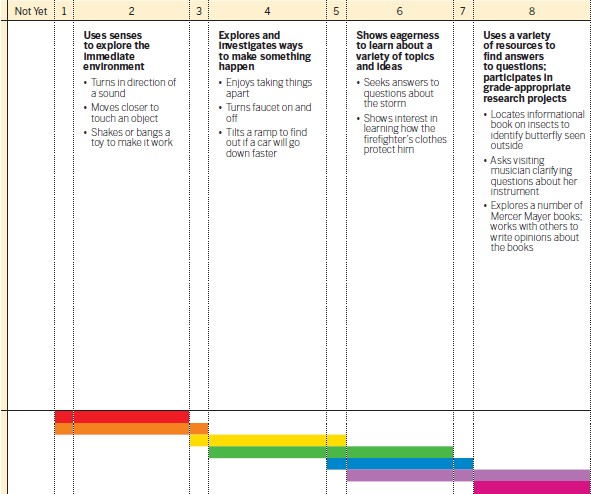 Not Yet 1 2 3 4 5 6 7 8
Uses senses
to explore the
immediate
environment
• Turns in direction of
a sound
• Moves closer to
touch an object
• Shakes or bangs a
toy to make it work
Explores and
investigates ways
to make something
happen
• Enjoys taking things
apart
• Turns faucet on and
off
• Tilts a ramp to find
out if a car will go
down faster
Shows eagerness
to learn about a
variety of topics
and ideas
• Seeks answers to
questions about
the storm
• Shows interest in
learning how the
firefighter's clothes
protect him
Uses a variety
of resources to
find answers
to questions;
participates in
grade-appropriate
research projects
• Locates informational
book on insects to
identify butterfly seen
outside
• Asks visiting
musician clarifying
questions about her
instrument
• Explores a number of
Mercer Mayer books;
works with others to
write opinions about
the books